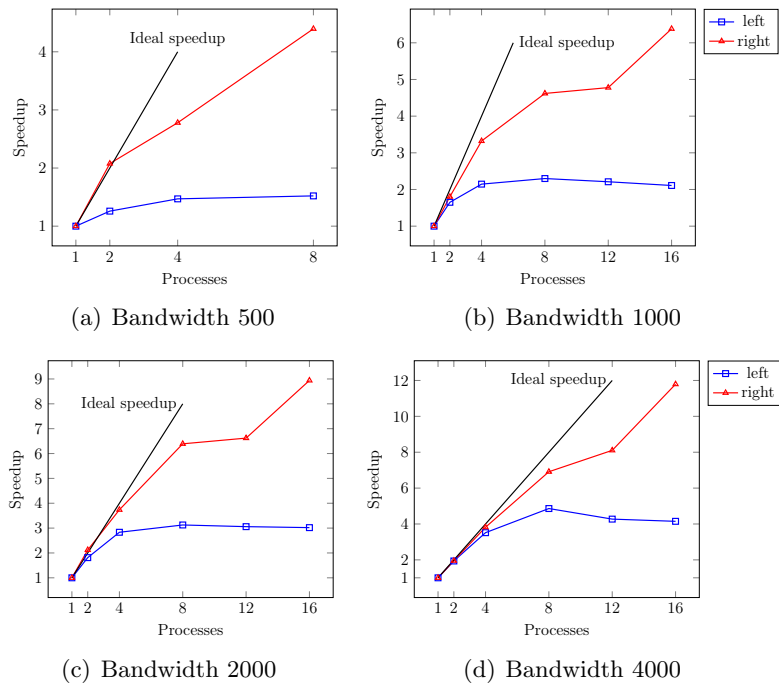 4
3
2
1
Speedup
Ideal speedup
1 2 4 8
Processes
(a) Bandwidth 500
6
5
4
3
2
1
Speedup
Ideal speedup
1 2 4 8 12 16
Processes
(b) Bandwidth 1000
left
right
9
8
7
6
5
4
3
2
1
Speedup
Ideal speedup
1 2 4 8 12 16
Processes
(c) Bandwidth 2000
12
10
8
6
4
2
1
Speedup
Ideal speedup
1 2 4 8 12 16
Processes
(d) Bandwidth 4000
left
right